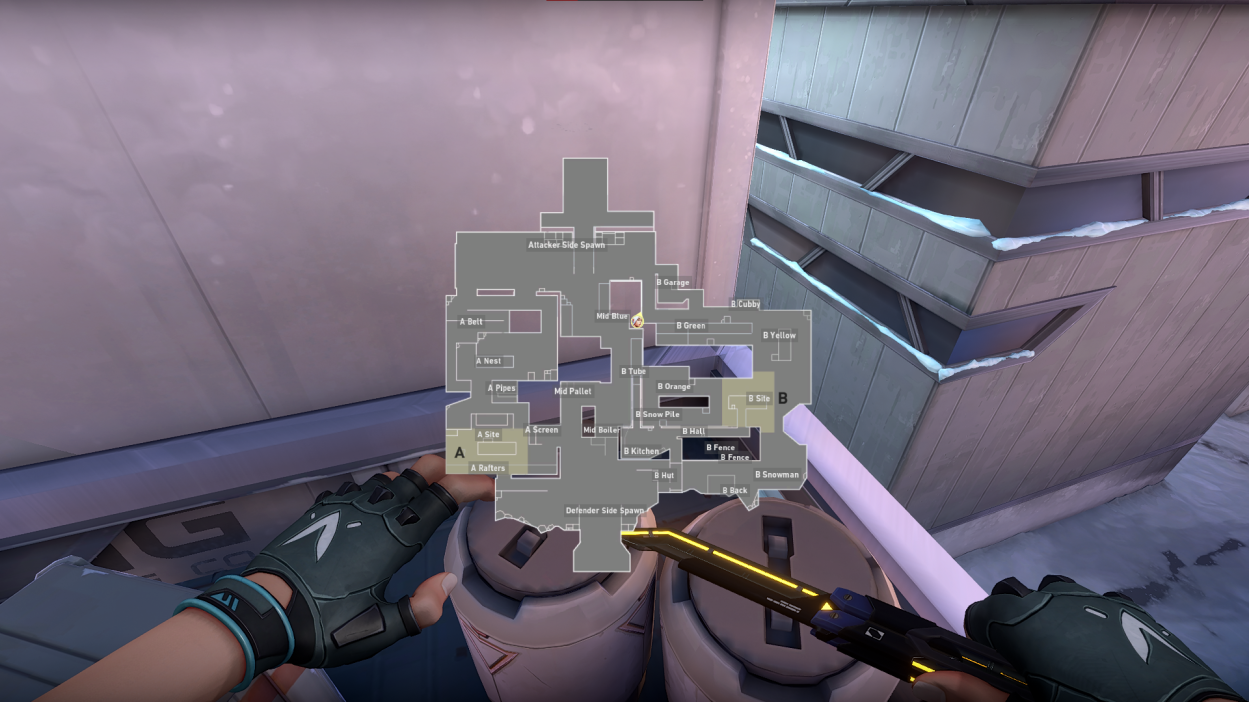 Attacker Side Spawn
B Garage
B Cubby
Mid Blue
A Belt
B Green
B Yellow
A Nest
B Tube
A Pipes
Mid Pallet
B Orange
B Site
B
B Snow Pile
A Site
A Screen
Mid Boiler
B Hall
A
B Kitchen
B Fence
B Fence
A Rafters
B Hut
B Snowman
B Back
Defender Side Spawn